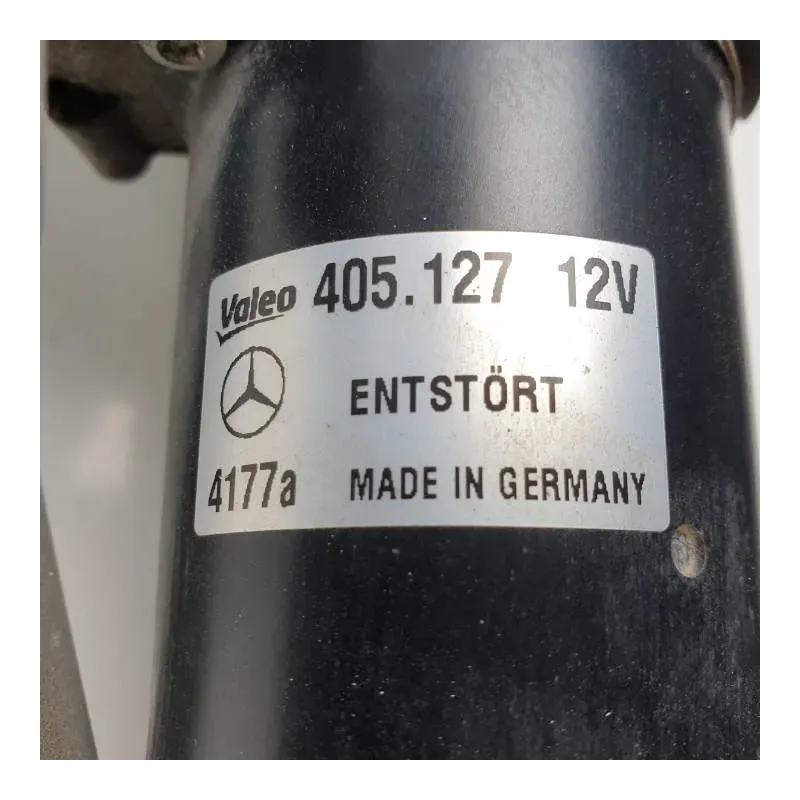 Valeo 405.127 12V
ENTSTÖRT
4177a MADE IN GERMANY